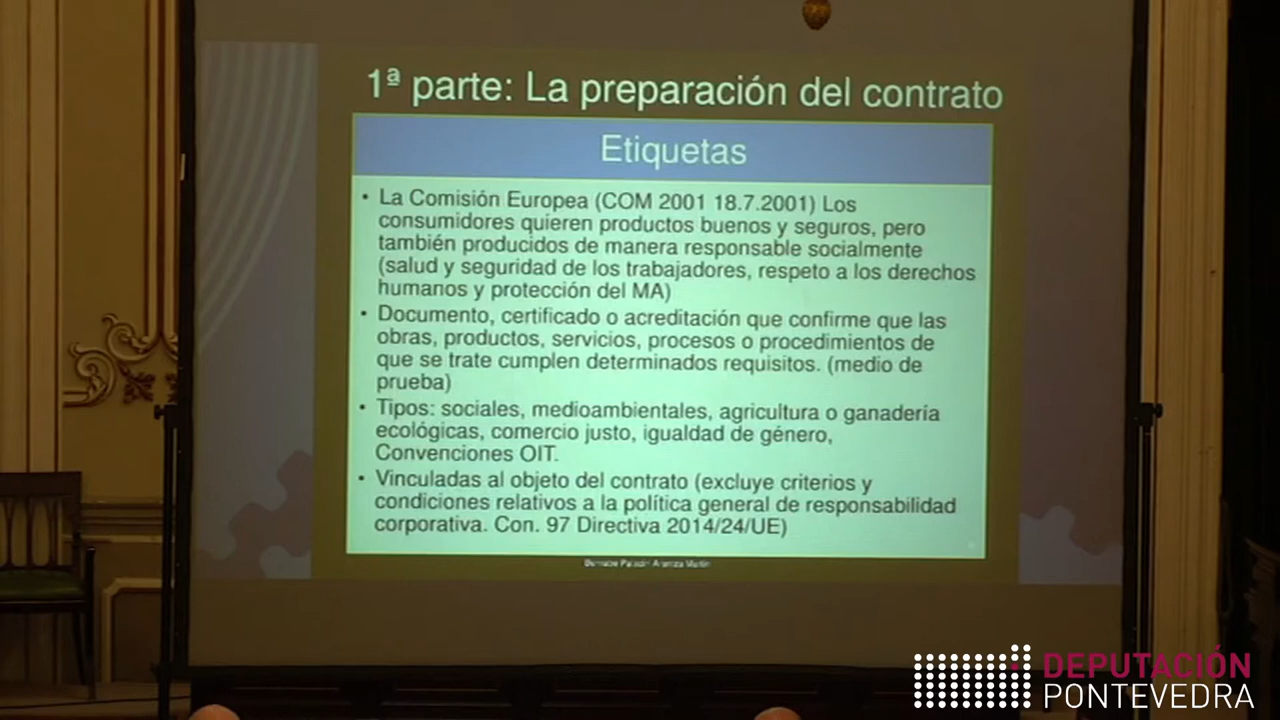 1ª parte: La preparación del contrato
Etiquetas
• La Comisión Europea (COM 2001 18.7.2001) Los
consumidores quieren productos buenos y seguros, pero
también producidos de manera responsable socialmente
(salud y seguridad de los trabajadores, respeto a los derechos
humanos y protección del MA)
• Documento, certificado o acreditación que confirme que las
obras, productos, servicios, procesos o procedimientos de
que se trate cumplen determinados requisitos. (medio de
prueba)
• Tipos: sociales, medioambientales, agricultura o ganadería
ecológicas, comercio justo, igualdad de género,
Convenciones OIT.
• Vinculadas al objeto del contrato (excluye criterios y
condiciones relativos a la política general de responsabilidad
corporativa. Con. 97 Directiva 2014/24/UE)
DEPUTACIÓN
PONTEVEDRA